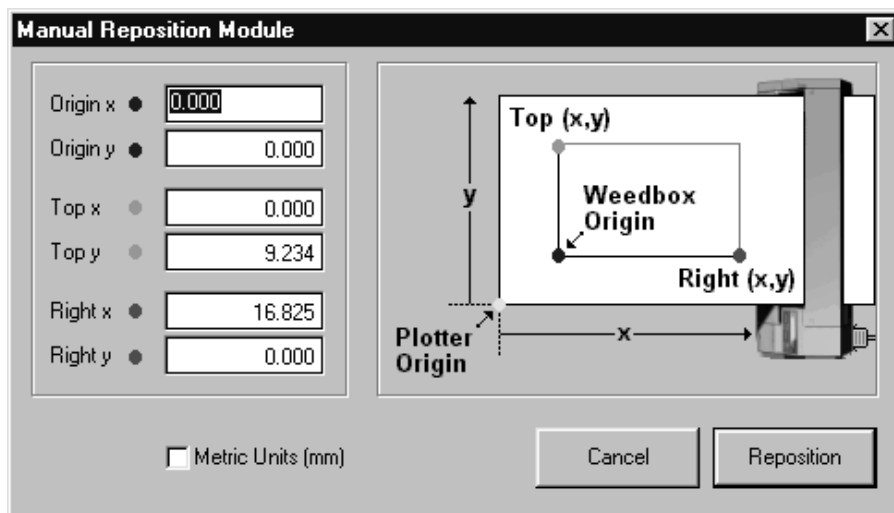 Manual Reposition Module
Origin x 0.000
Origin y 0.000
Top x 0.000
Top y 9.234
Right x 16.825
Right y 0.000
Metric Units (mm)
Top (x,y)
y
Weedbox
Origin
Right (x,y)
Plotter
Origin
x
Cancel
Reposition